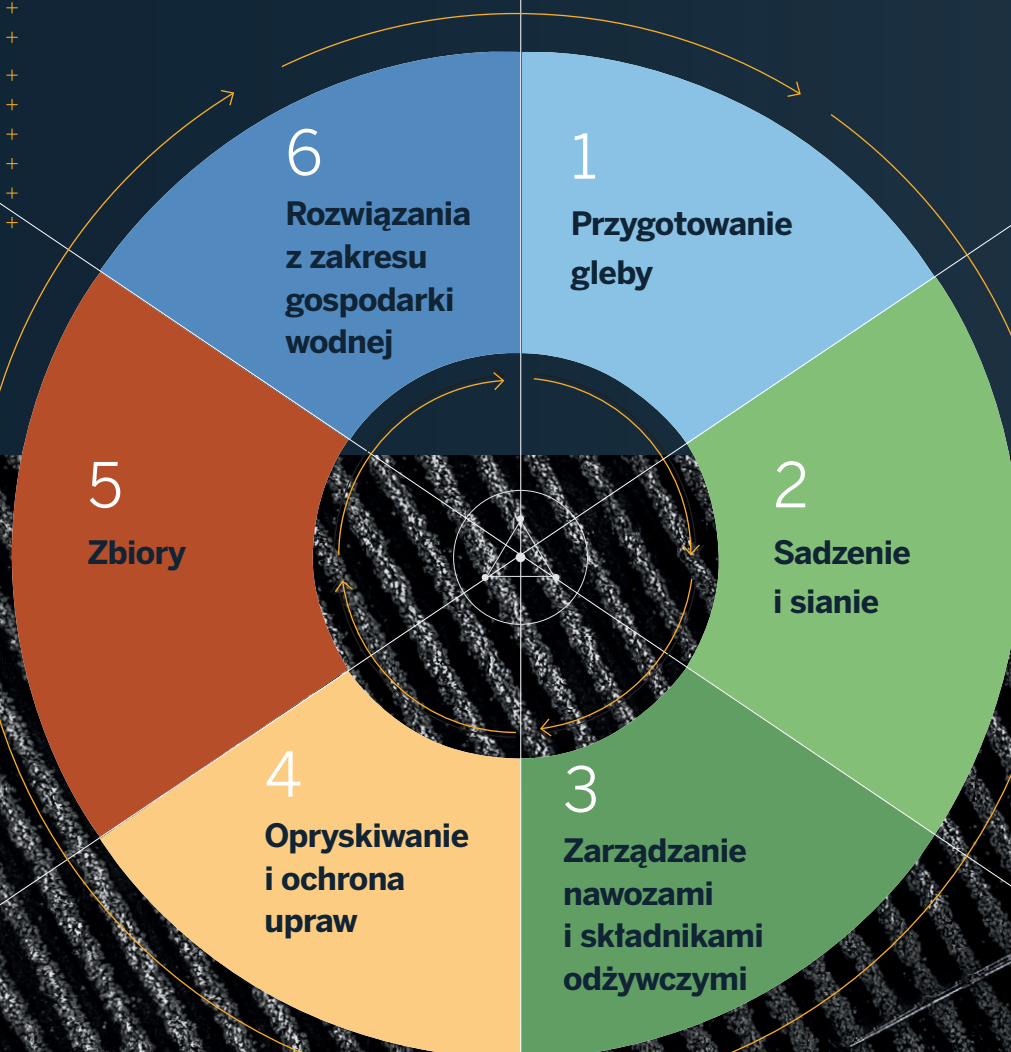 1
Przygotowanie
gleby
2
Sadzenie
i sianie
3
Zarządzanie
nawozami
i składnikami
odżywczymi
4
Opryskiwanie
i ochrona
upraw
5
Zbiory
6
Rozwiązania
z zakresu
gospodarki
wodnej